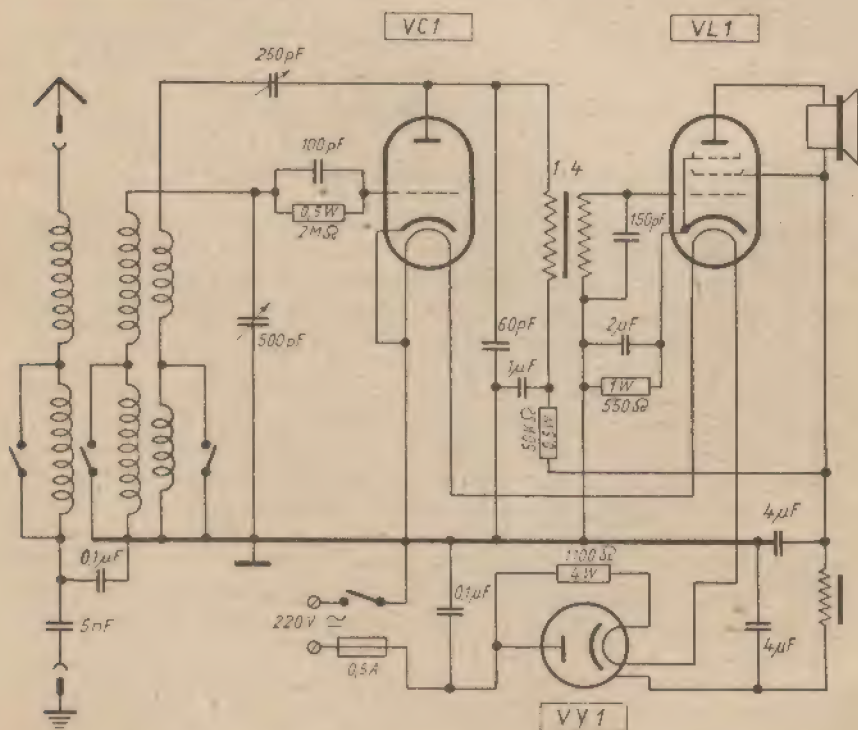 VC1
VL1
250pF
100pF
0,5W
2MΩ
1:4
150pF
500pF
60pF
1μF
2μF
1W
550Ω
50KΩ
0,5W
4μF
0,1μF
5nF
220V ≃
0,5A
0,1μF
1100Ω
4W
4μF
VY1